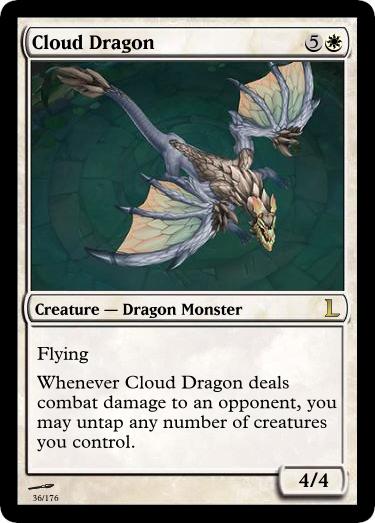 Cloud Dragon 5
Creature — Dragon Monster L
Flying
Whenever Cloud Dragon deals
combat damage to an opponent, you
may untap any number of creatures
you control.
4/4
36/176